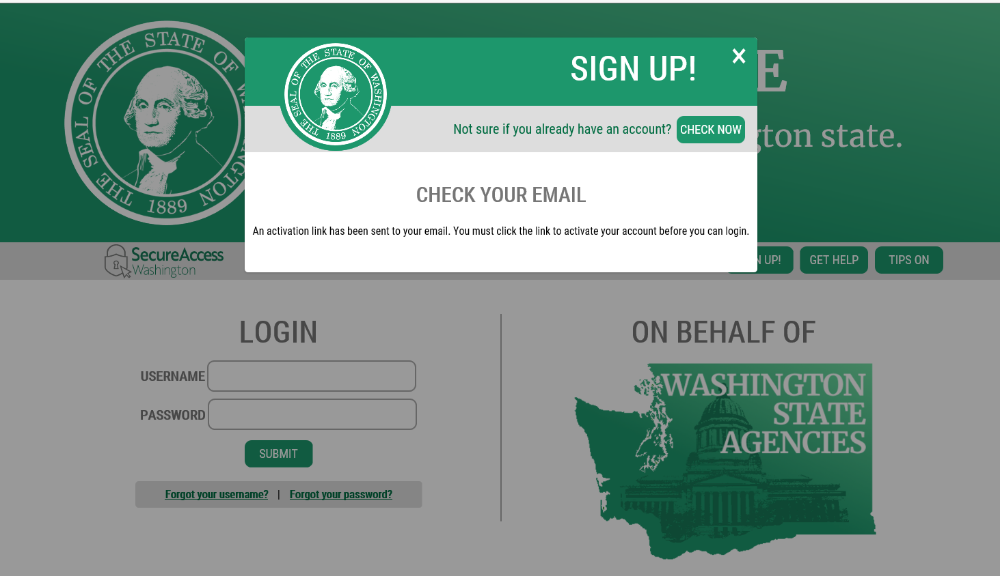 THE SEAL OF THE STATE OF WASHINGTON
1889
THE SEAL OF THE STATE OF WASHINGTON
1889
SIGN UP!
×
E
Not sure if you already have an account? CHECK NOW
ngton state.
CHECK YOUR EMAIL
An activation link has been sent to your email. You must click the link to activate your account before you can login.
SecureAccess
Washington
N UP!
GET HELP
TIPS ON
LOGIN
USERNAME
PASSWORD
SUBMIT
Forgot your username? | Forgot your password?
ON BEHALF OF
WASHINGTON
STATE
AGENCIES